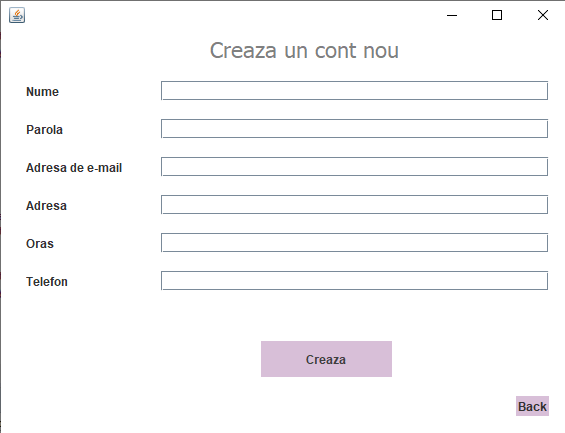 Creaza un cont nou
Nume
Parola
Adresa de e-mail
Adresa
Oras
Telefon
Creaza
Back